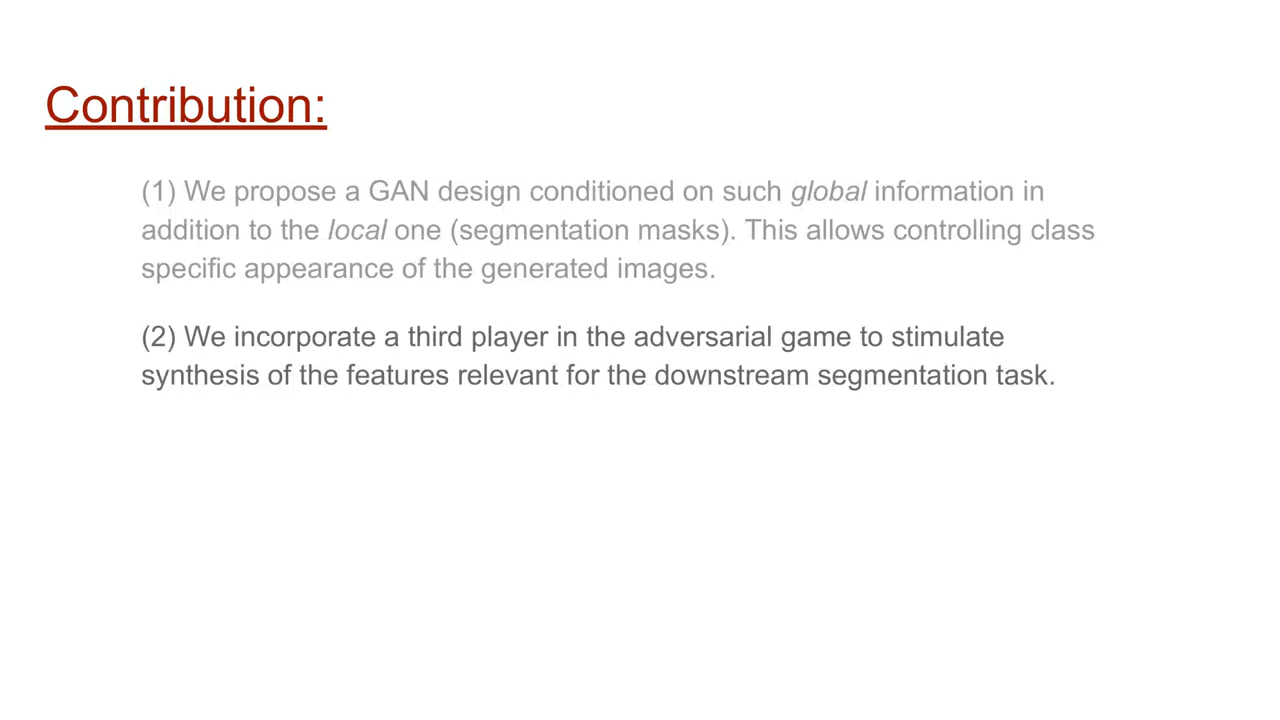 Contribution:
(1) We propose a GAN design conditioned on such global information in
addition to the local one (segmentation masks). This allows controlling class
specific appearance of the generated images.
(2) We incorporate a third player in the adversarial game to stimulate
synthesis of the features relevant for the downstream segmentation task.